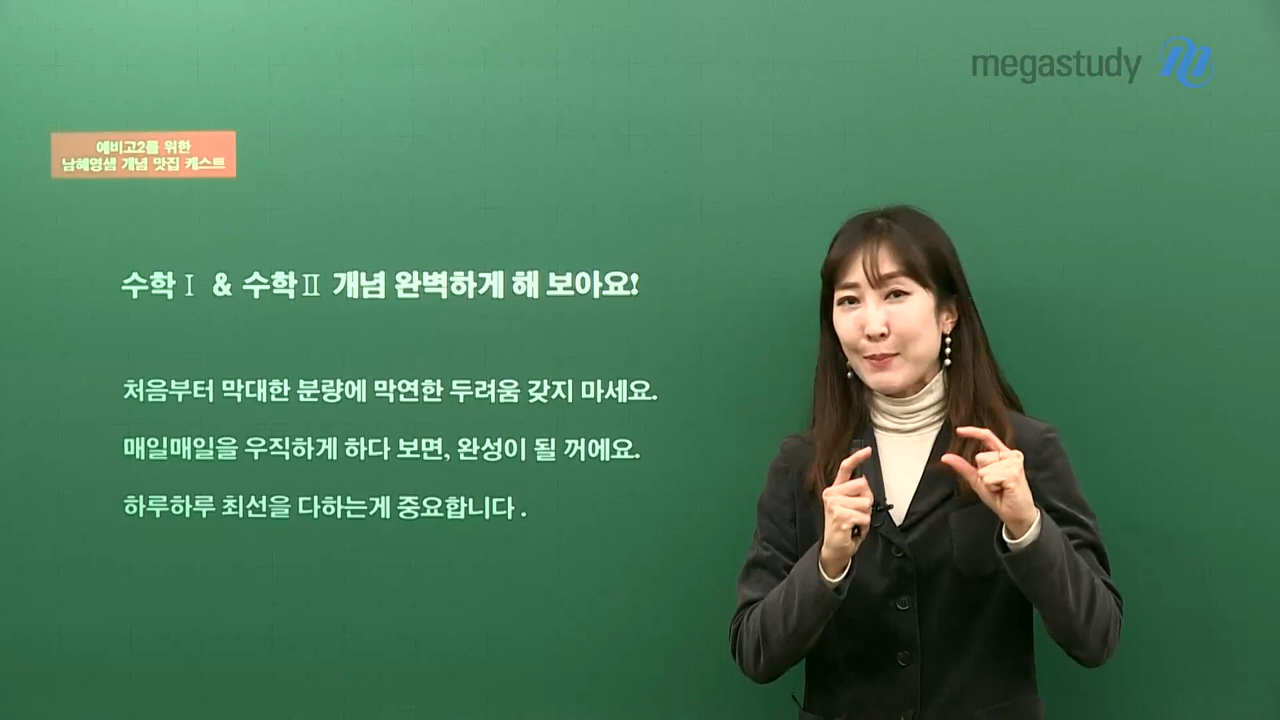 megastudy
예비고2를 위한
남혜영쌤 개념 맛집 캐스트
수학Ⅰ & 수학Ⅱ 개념 완벽하게 해 보아요!
처음부터 막대한 분량에 막연한 두려움 갖지 마세요.
매일매일을 우직하게 하다 보면, 완성이 될 꺼에요.
하루하루 최선을 다하는게 중요합니다.